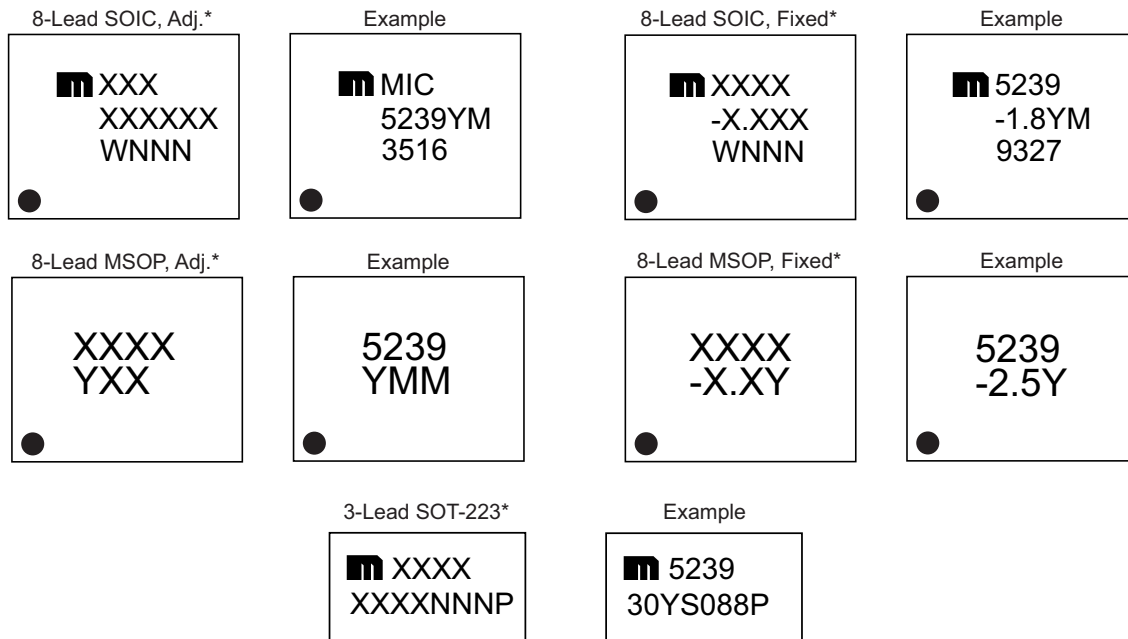 8-Lead SOIC, Adj.*
XXX
XXXXXX
WNNN
Example
MIC
5239YM
3516
8-Lead SOIC, Fixed*
XXXX
-X.XXX
WNNN
Example
5239
-1.8YM
9327
8-Lead MSOP, Adj.*
XXXX
YXX
Example
5239
YMM
8-Lead MSOP, Fixed*
XXXX
-X.XY
Example
5239
-2.5Y
3-Lead SOT-223*
XXXX
XXXXNNNP
Example
5239
30YS088P